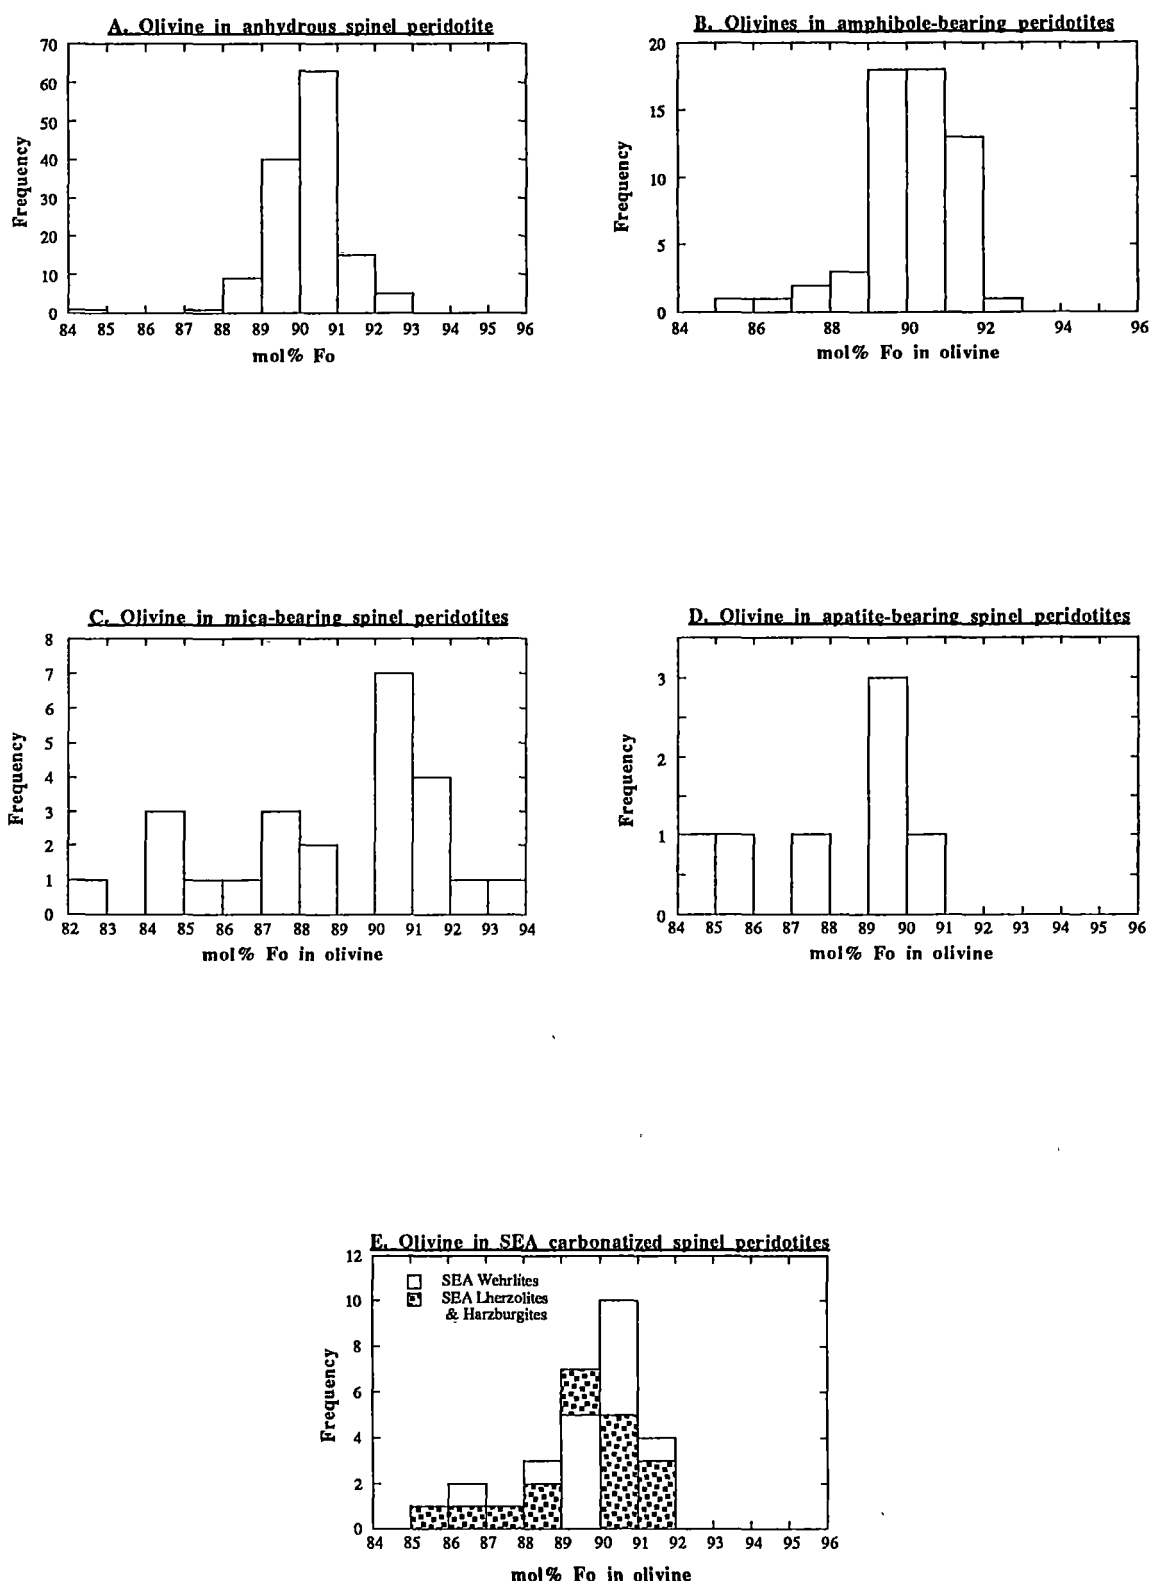 A. Olivine in anhydrous spinel peridotite
70
60
50
40
30
20
10
0
Frequency
84 85 86 87 88 89 90 91 92 93 94 95 96
mol% Fo
B. Olivines in amphibole-bearing peridotites
20
15
10
5
0
Frequency
84 86 88 90 92 94 96
mol% Fo in olivine
C. Olivine in mica-bearing spinel peridotites
8
7
6
5
4
3
2
1
0
Frequency
82 83 84 85 86 87 88 89 90 91 92 93 94
mol% Fo in olivine
D. Olivine in apatite-bearing spinel peridotites
3
2
1
0
Frequency
84 85 86 87 88 89 90 91 92 93 94 95 96
mol% Fo in olivine
E. Olivine in SEA carbonatized spinel peridotites
12
10
8
6
4
2
0
Frequency
SEA Wehrlites
SEA Lherzolites
& Harzburgites
84 85 86 87 88 89 90 91 92 93 94 95 96
mol% Fo in olivine